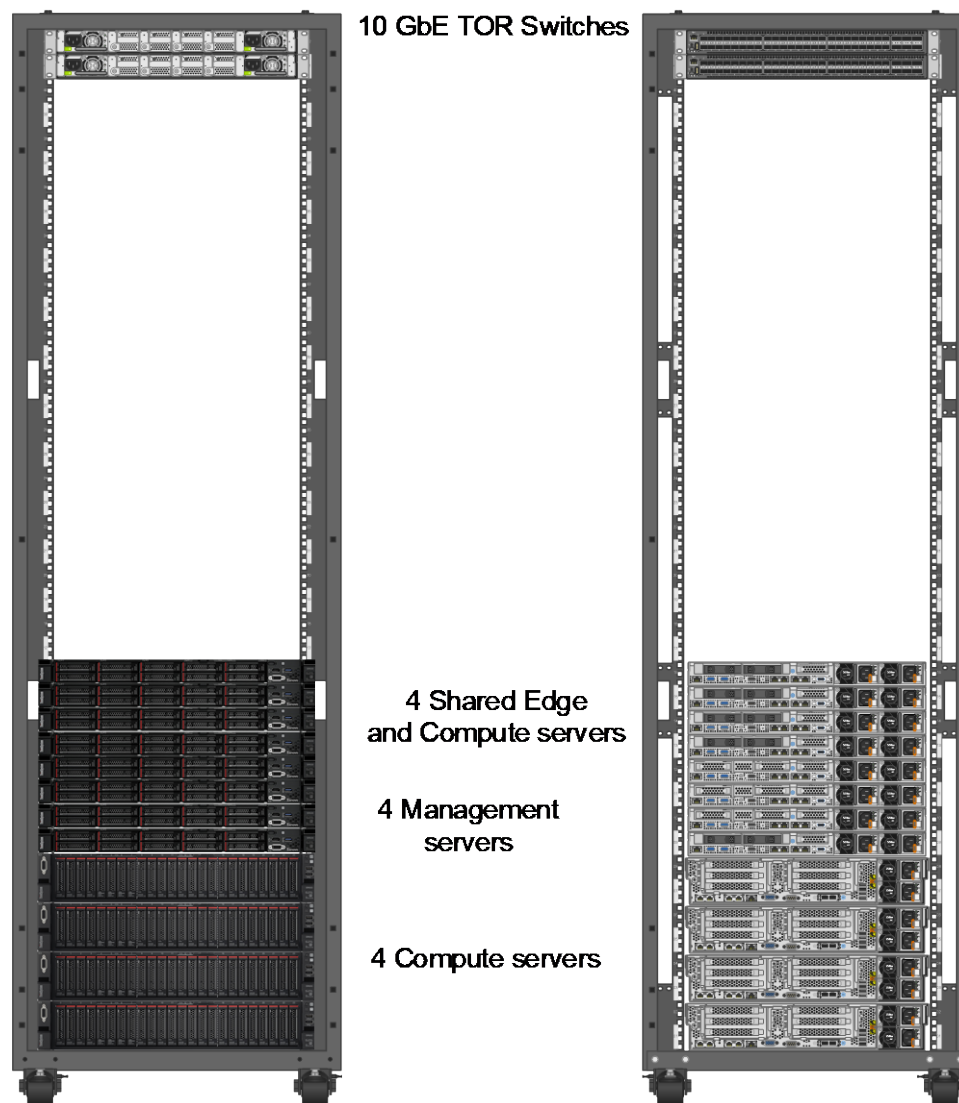 10 GbE TOR Switches
4 Shared Edge
and Compute servers
4 Management
servers
4 Compute servers